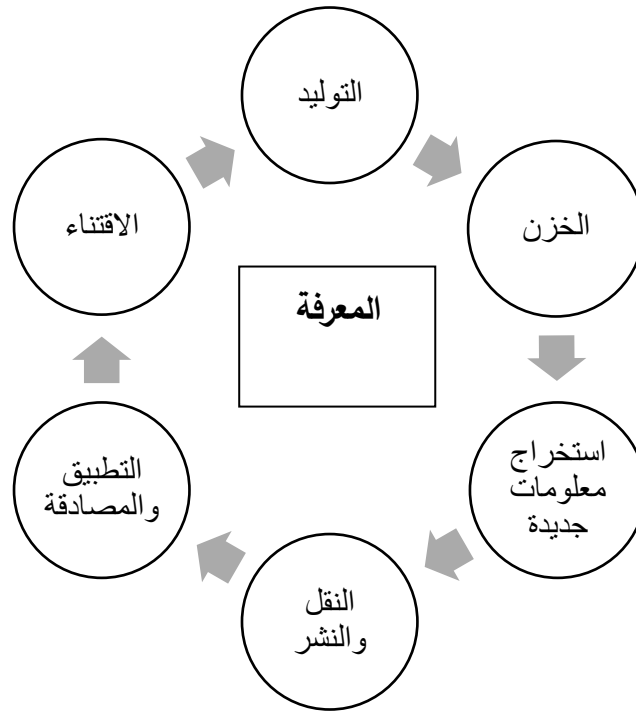 التوليد
الخزن
استخراج
معلومات
جديدة
النقل
والنشر
التطبيق
والمصادقة
الاقتناء
المعرفة